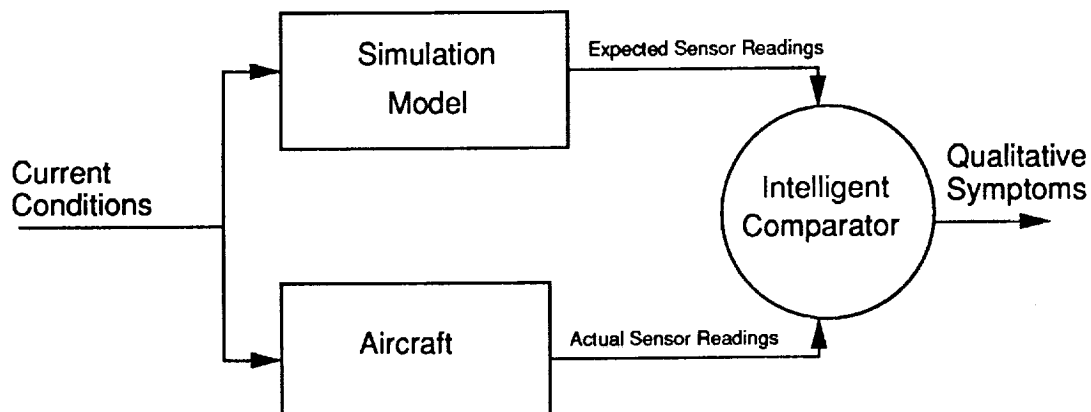 Simulation
Model
Expected Sensor Readings
Current
Conditions
Intelligent
Comparator
Qualitative
Symptoms
Aircraft
Actual Sensor Readings